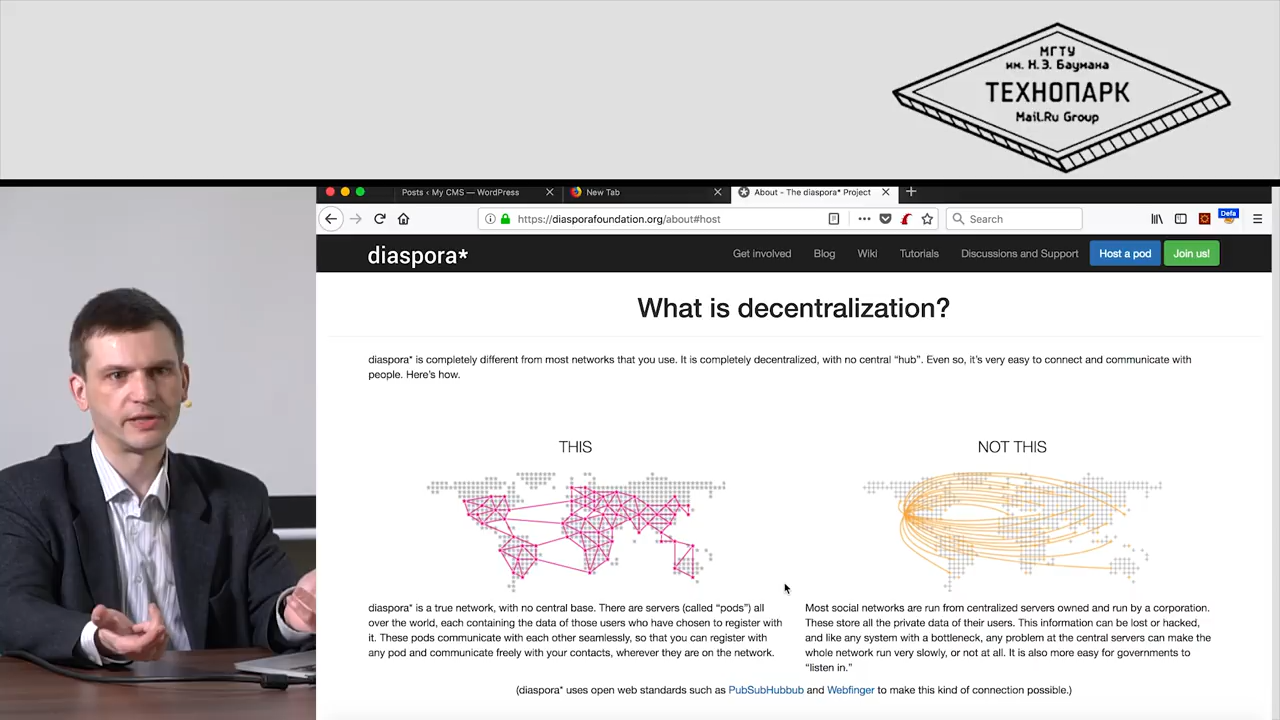 МГТУ
им. Н.Э. Баумана
ТЕХНОПАРК
Mail.Ru Group
Posts ‹ My CMS — WordPress
New Tab
About - The diaspora* Project
https://diasporafoundation.org/about#host
Search
Defa
diaspora*
Get involved
Blog
Wiki
Tutorials
Discussions and Support
Host a pod
Join us!
What is decentralization?
diaspora* is completely different from most networks that you use. It is completely decentralized, with no central “hub”. Even so, it’s very easy to connect and communicate with
people. Here’s how.
THIS
diaspora* is a true network, with no central base. There are servers (called “pods”) all
over the world, each containing the data of those users who have chosen to register with
it. These pods communicate with each other seamlessly, so that you can register with
any pod and communicate freely with your contacts, wherever they are on the network.
NOT THIS
Most social networks are run from centralized servers owned and run by a corporation.
These store all the private data of their users. This information can be lost or hacked,
and like any system with a bottleneck, any problem at the central servers can make the
whole network run very slowly, or not at all. It is also more easy for governments to
“listen in.”
(diaspora* uses open web standards such as PubSubHubbub and Webfinger to make this kind of connection possible.)